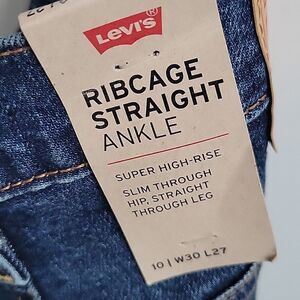 Levi's
RIBCAGE
STRAIGHT
ANKLE
SUPER HIGH-RISE
SLIM THROUGH
HIP, STRAIGHT
THROUGH LEG
10 | W30 L27